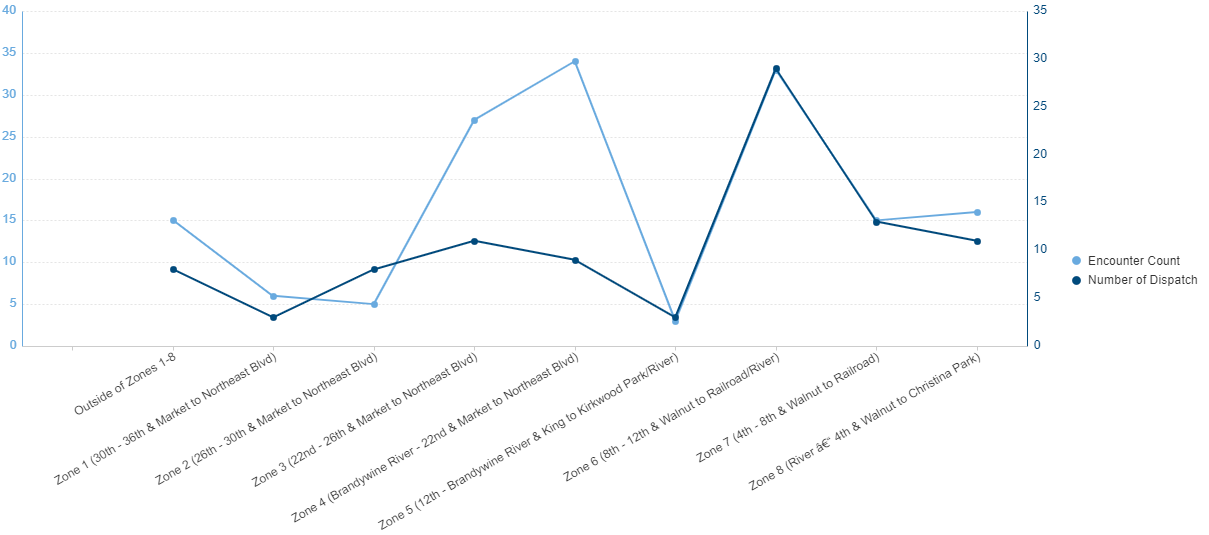 40
35
30
25
20
15
10
5
0
35
30
25
20
15
10
5
0
Encounter Count
Number of Dispatch
Outside of Zones 1-8
Zone 1 (30th - 36th & Market to Northeast Blvd)
Zone 2 (26th - 30th & Market to Northeast Blvd)
Zone 3 (22nd - 26th & Market to Northeast Blvd)
Zone 4 (Brandywine River - 22nd & Market to Northeast Blvd)
Zone 5 (12th - Brandywine River & King to Kirkwood Park/River)
Zone 6 (8th - 12th & Walnut to Railroad/River)
Zone 7 (4th - 8th & Walnut to Railroad)
Zone 8 (River â€“ 4th & Walnut to Christina Park)